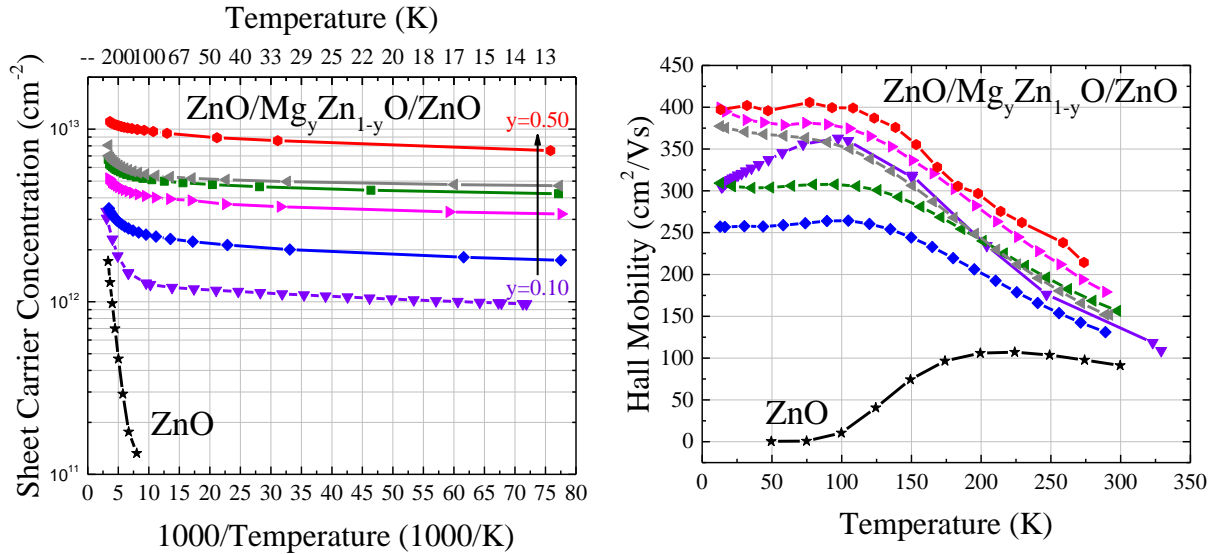 Temperature (K)
-- 200 100 67 50 40 33 29 25 22 20 18 17 15 14 13
ZnO/MgyZn1-yO/ZnO
10^13
y=0.50
10^12
y=0.10
ZnO
10^11
0 5 10 15 20 25 30 35 40 45 50 55 60 65 70 75 80
1000/Temperature (1000/K)
Sheet Carrier Concentration (cm^-2)
450
ZnO/MgyZn1-yO/ZnO
400
350
300
250
200
150
100
50
ZnO
0
0 50 100 150 200 250 300 350
Temperature (K)
Hall Mobility (cm^2/Vs)